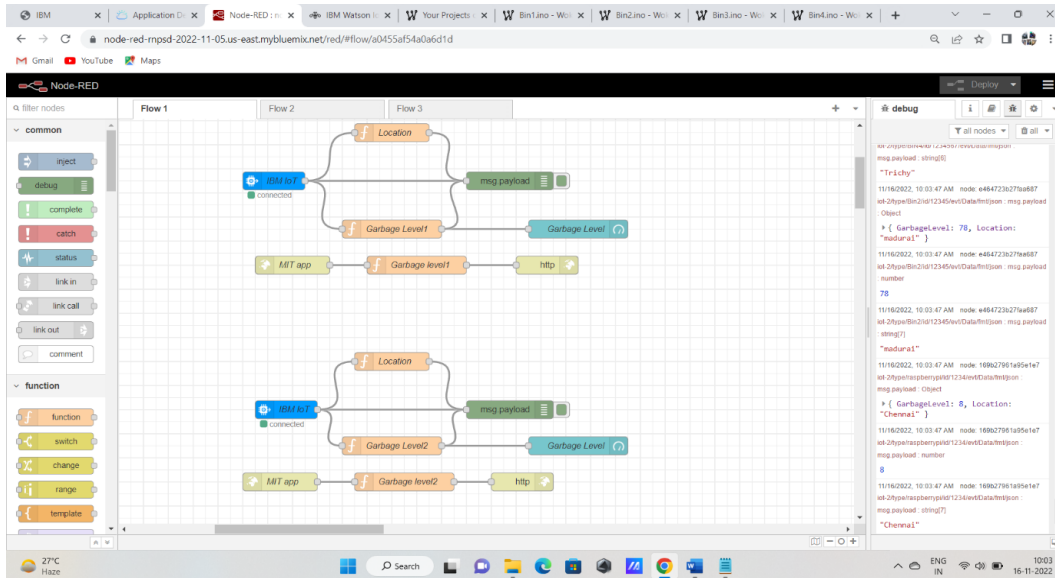 IBM
Application De
Node-RED : n
IBM Watson Io
Your Projects -
Bin1.ino - Wok
Bin2.ino - Wok
Bin3.ino - Wok
Bin4.ino - Wok
node-red-rnpsd-2022-11-05.us-east.mybluemix.net/red/#flow/a0455af54a0a6d1d
Gmail
YouTube
Maps
Node-RED
Deploy
filter nodes
Flow 1
Flow 2
Flow 3
debug
all nodes
all
common
inject
debug
complete
catch
status
link in
link call
link out
comment
function
function
switch
change
range
template
Location
IBM IoT
connected
msg.payload
Garbage Level1
Garbage Level
MIT app
Garbage level1
http
Location
IBM IoT
connected
msg.payload
Garbage Level2
Garbage Level
MIT app
Garbage level2
http
msg.payload : string[6]
"Trichy"
11/16/2022, 10:03:47 AM node: e464723b27faa687
iot-2/type/Bin2/id/12345/evt/Data/fmt/json : msg.payload
: Object
{ GarbageLevel: 78, Location:
"madurai" }
11/16/2022, 10:03:47 AM node: e464723b27faa687
iot-2/type/Bin2/id/12345/evt/Data/fmt/json : msg.payload
: number
78
11/16/2022, 10:03:47 AM node: e464723b27faa687
iot-2/type/Bin2/id/12345/evt/Data/fmt/json : msg.payload
: string[7]
"madurai"
11/16/2022, 10:03:47 AM node: 169b27961a95e1e7
iot-2/type/raspberrypi/id/1234/evt/Data/fmt/json :
msg.payload : Object
{ GarbageLevel: 8, Location:
"Chennai" }
11/16/2022, 10:03:47 AM node: 169b27961a95e1e7
iot-2/type/raspberrypi/id/1234/evt/Data/fmt/json :
msg.payload : number
8
11/16/2022, 10:03:47 AM node: 169b27961a95e1e7
iot-2/type/raspberrypi/id/1234/evt/Data/fmt/json :
msg.payload : string[7]
"Chennai"
27°C
Haze
Search
ENG
IN
10:03
16-11-2022